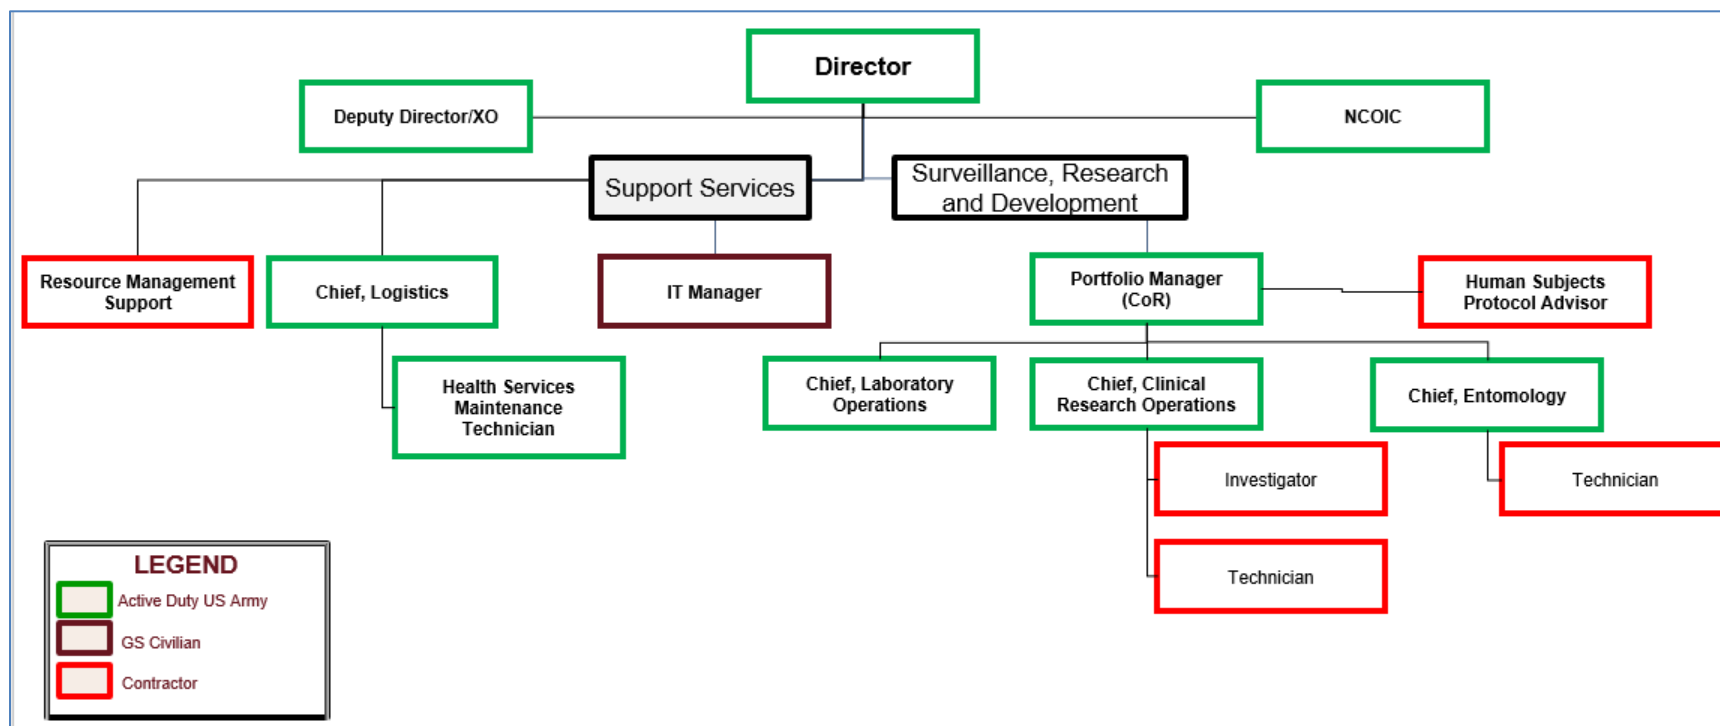 Director
Deputy Director/XO
NCOIC
Support Services
Surveillance, Research
and Development
Resource Management
Support
Chief, Logistics
IT Manager
Portfolio Manager
(CoR)
Human Subjects
Protocol Advisor
Health Services
Maintenance
Technician
Chief, Laboratory
Operations
Chief, Clinical
Research Operations
Chief, Entomology
Investigator
Technician
Technician
LEGEND
Active Duty US Army
GS Civilian
Contractor